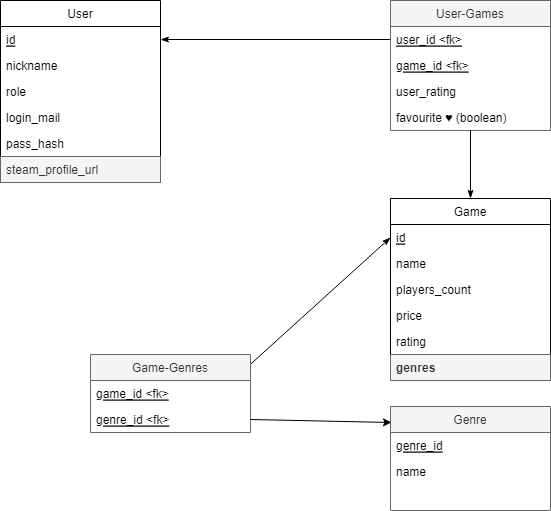 User
id
nickname
role
login_mail
pass_hash
steam_profile_url
User-Games
user_id <fk>
game_id <fk>
user_rating
favourite ♥ (boolean)
Game
id
name
players_count
price
rating
genres
Game-Genres
game_id <fk>
genre_id <fk>
Genre
genre_id
name